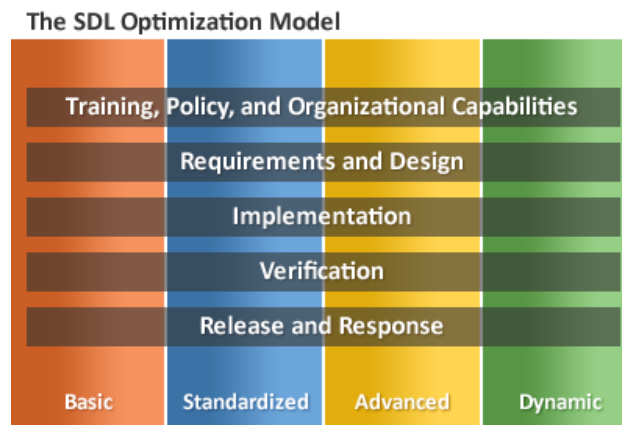 The SDL Optimization Model
Training, Policy, and Organizational Capabilities
Requirements and Design
Implementation
Verification
Release and Response
Basic Standardized Advanced Dynamic